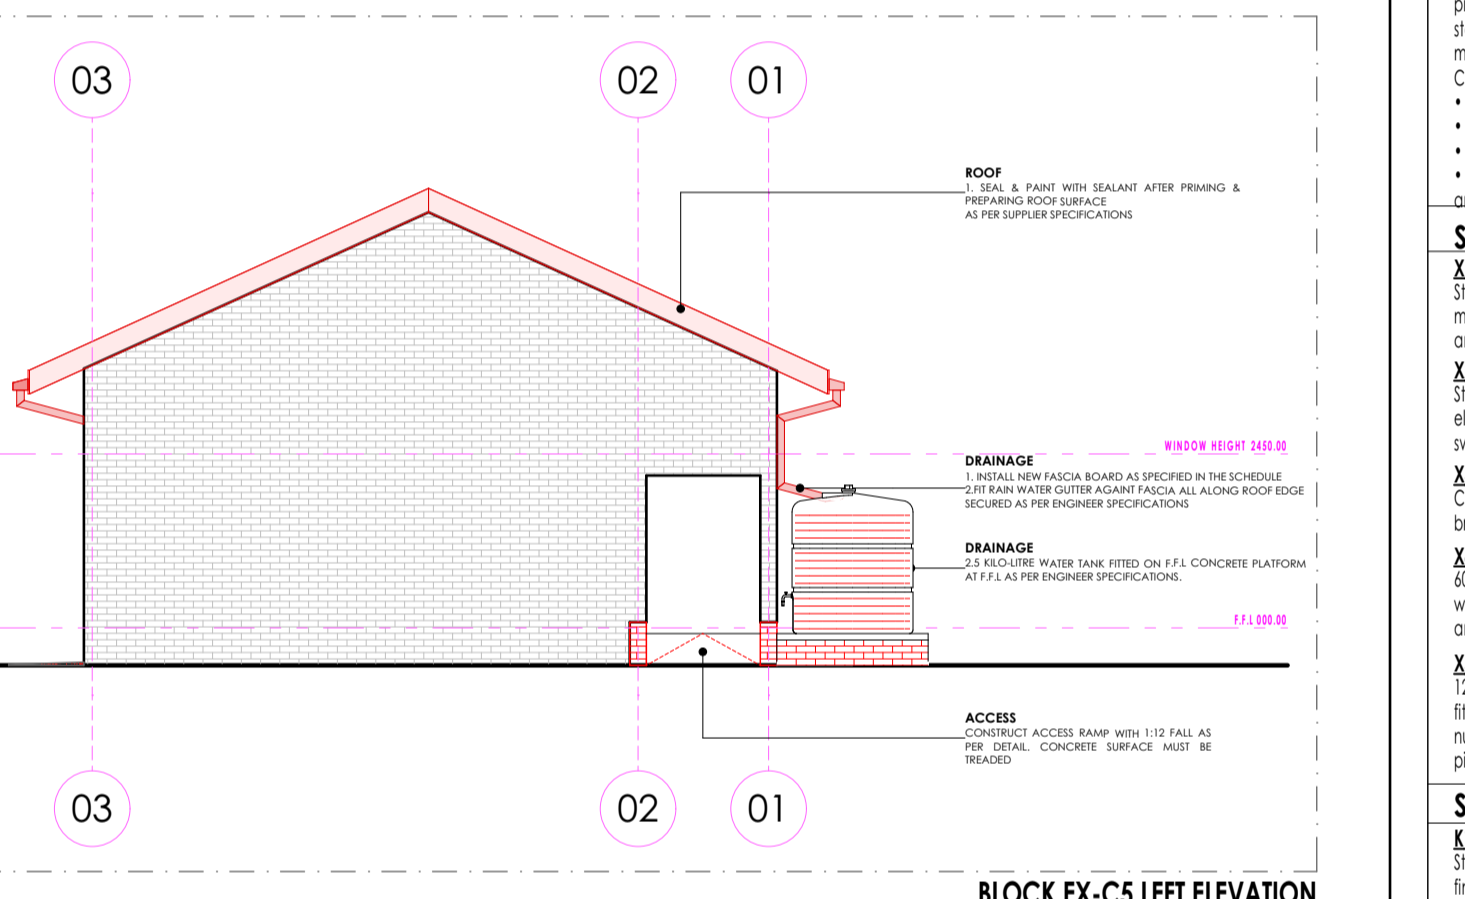 03
02
01
ROOF
1. SEAL & PAINT WITH SEALANT AFTER PRIMING &
PREPARING ROOF SURFACE
AS PER SUPPLIER SPECIFICATIONS
WINDOW HEIGHT 2450.00
DRAINAGE
1. INSTALL NEW FASCIA BOARD AS SPECIFIED IN THE SCHEDULE
2.FIT RAIN WATER GUTTER AGAINT FASCIA ALL ALONG ROOF EDGE
SECURED AS PER ENGINEER SPECIFICATIONS
DRAINAGE
2.5 KILO-LITRE WATER TANK FITTED ON F.F.L CONCRETE PLATFORM
AT F.F.L AS PER ENGINEER SPECIFICATIONS.
F.F.L 000.00
ACCESS
CONSTRUCT ACCESS RAMP WITH 1:12 FALL AS
PER DETAIL. CONCRETE SURFACE MUST BE
TREADED
03
02
01
BLOCK EX-C5 LEFT ELEVATION